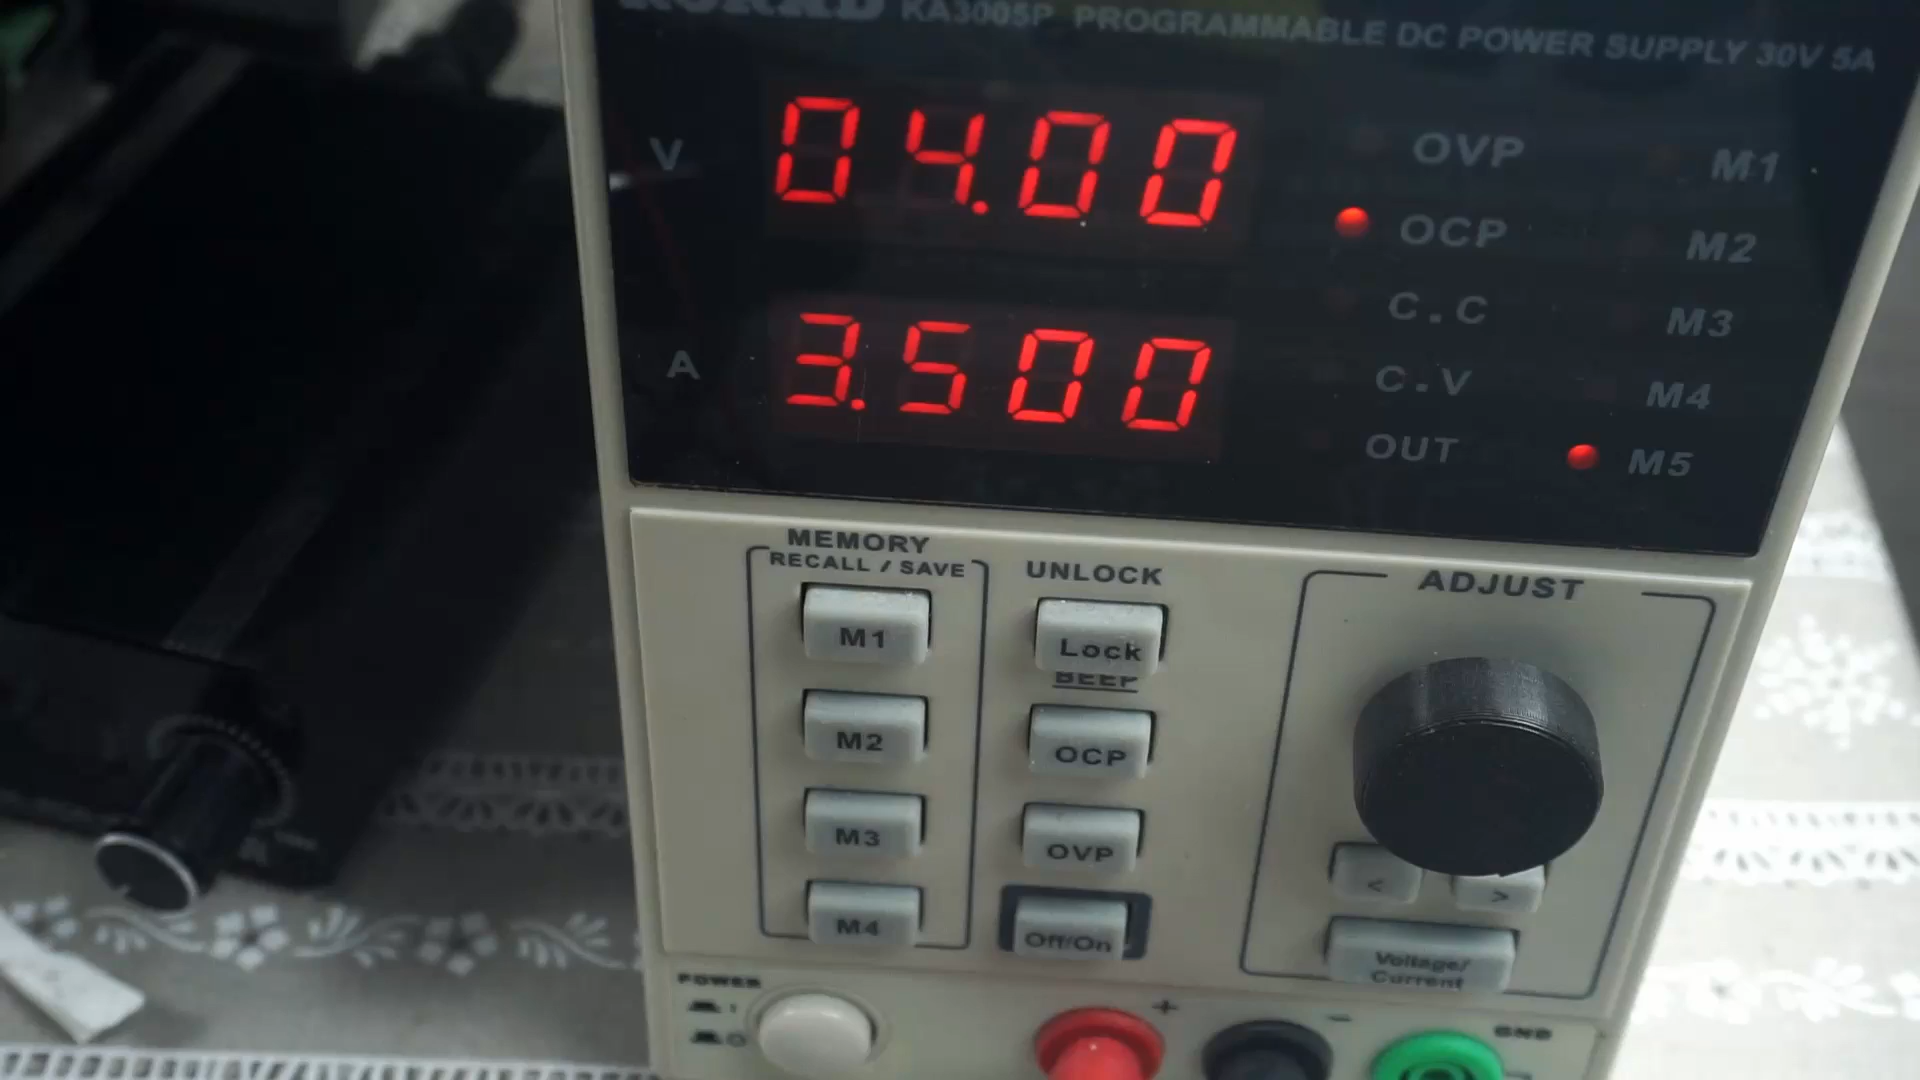 KORAD KA3005P PROGRAMMABLE DC POWER SUPPLY 30V 5A
V 04.00
A 3.500
OVP M1
OCP M2
C.C M3
C.V M4
OUT M5
MEMORY
RECALL / SAVE
M1
M2
M3
M4
UNLOCK
Lock
BEEP
OCP
OVP
Off/On
ADJUST
< >
Voltage/
Current
POWER
+
-
GND